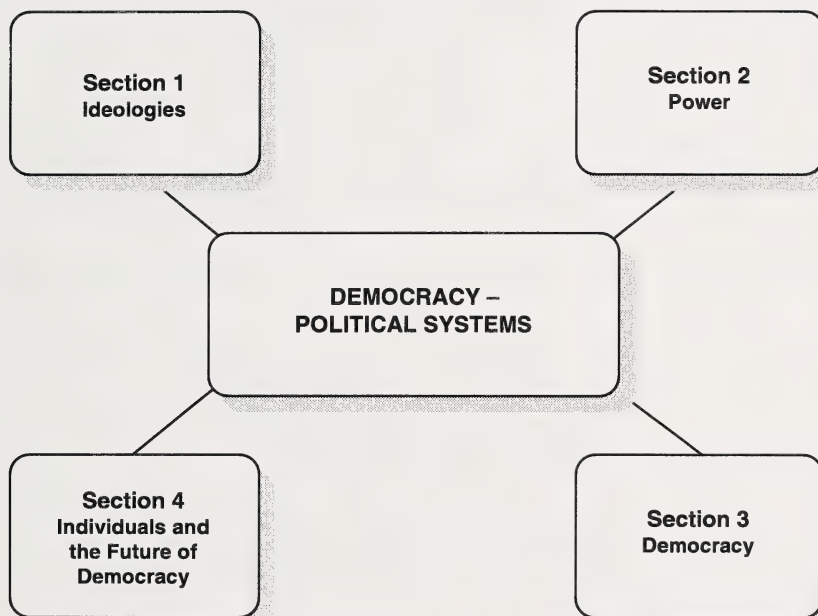 Section 1
Ideologies
Section 2
Power
DEMOCRACY –
POLITICAL SYSTEMS
Section 4
Individuals and
the Future of
Democracy
Section 3
Democracy